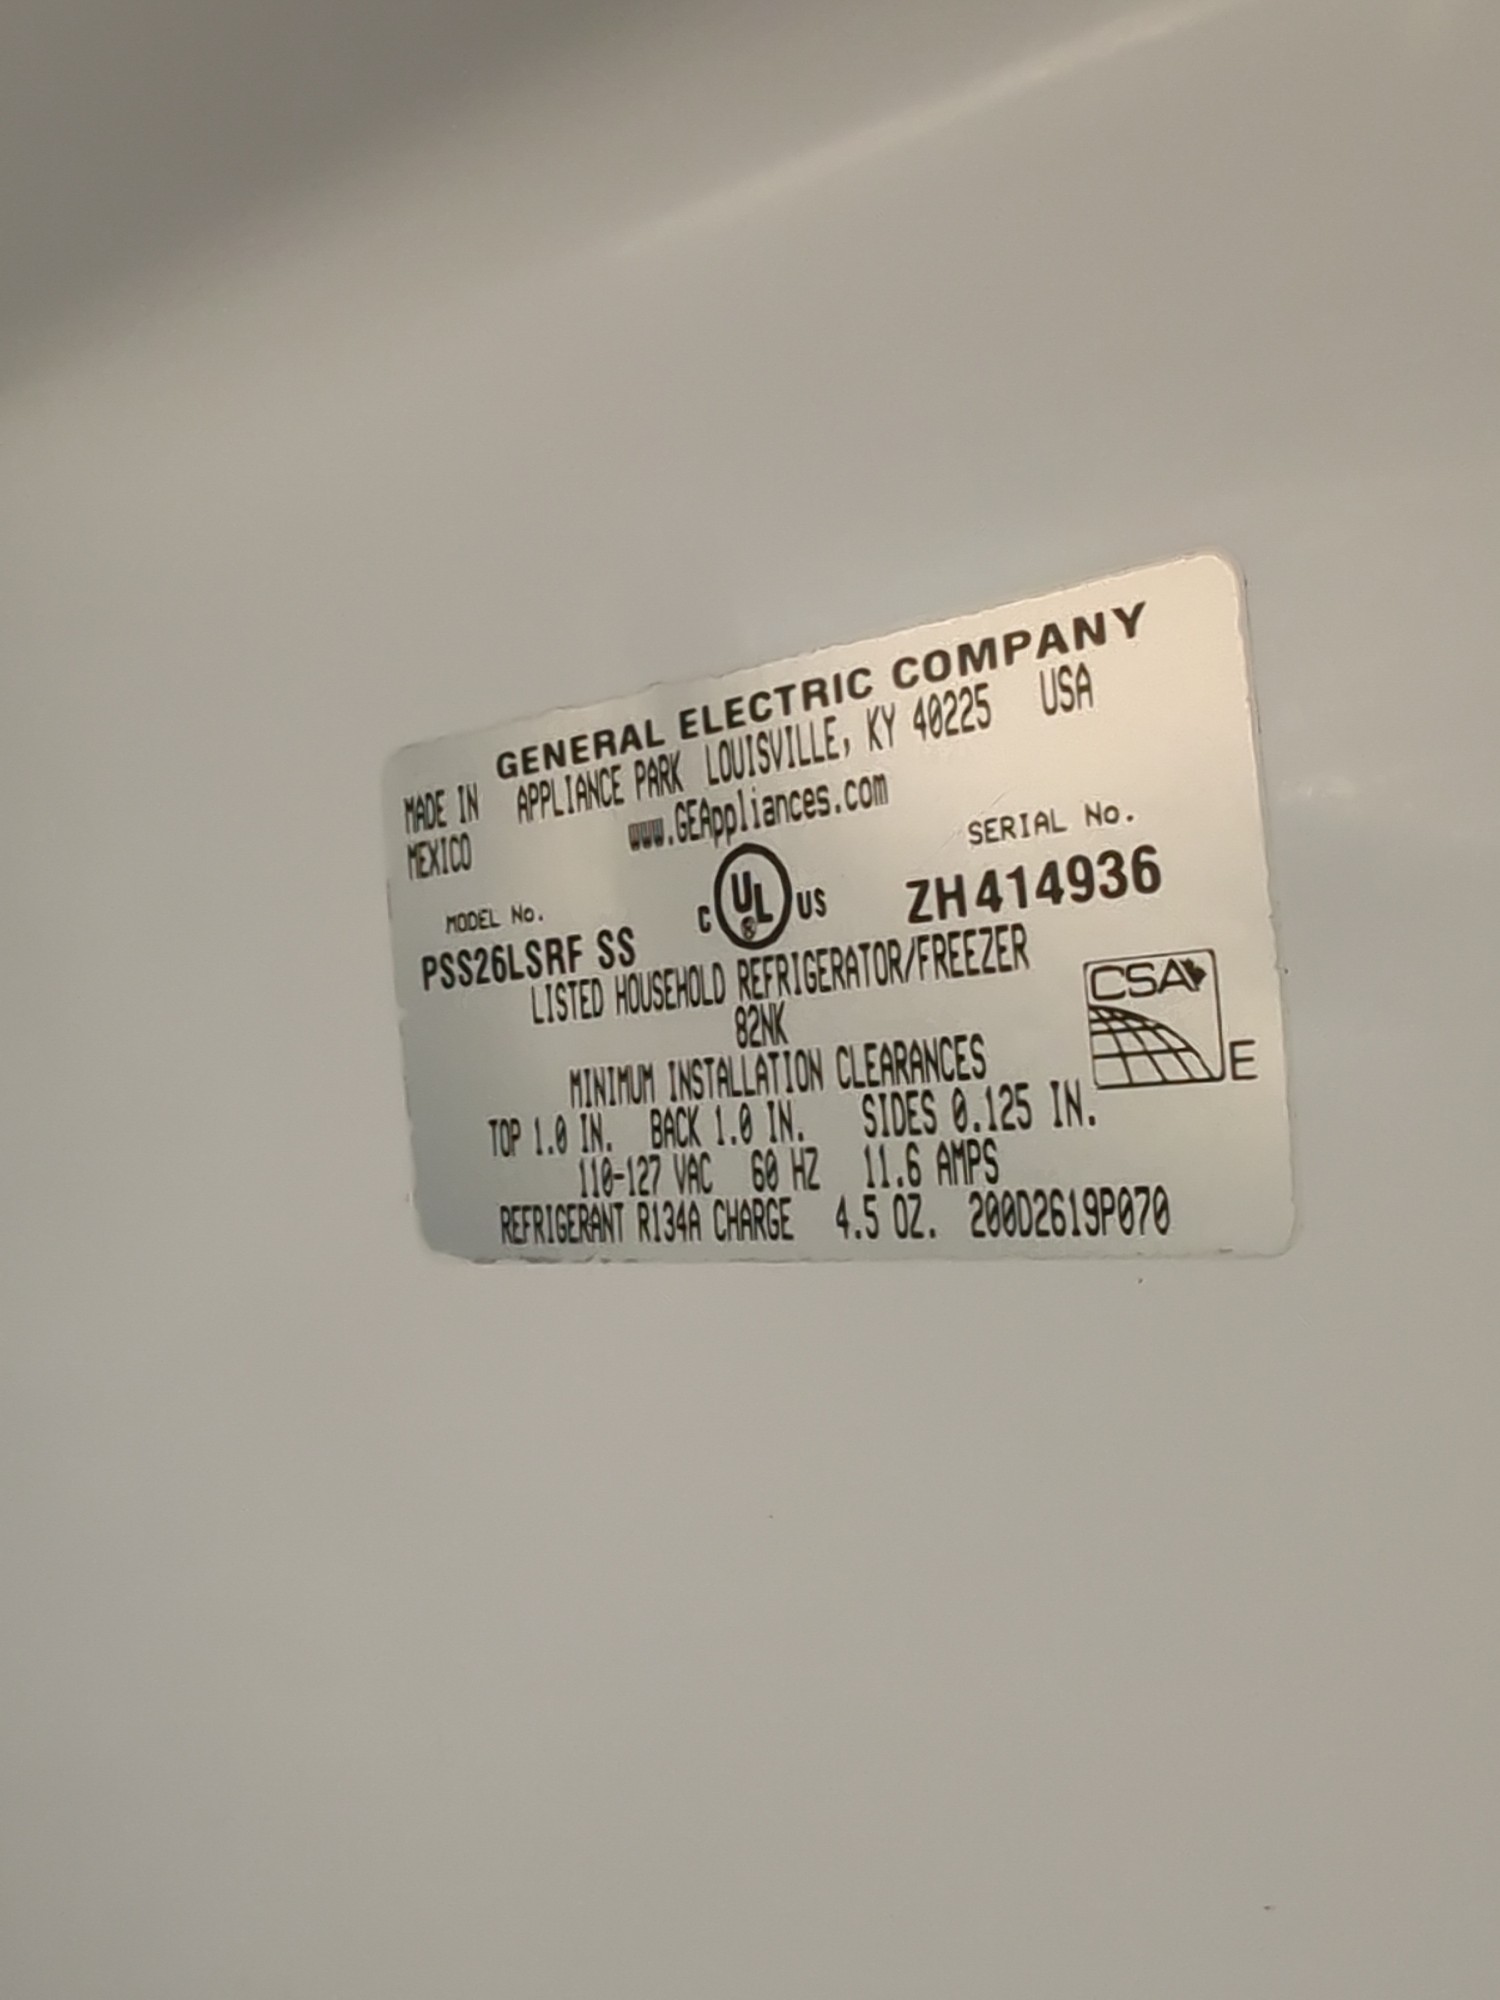 GENERAL ELECTRIC COMPANY
APPLIANCE PARK LOUISVILLE, KY 40225 USA
www.GEAppliances.com
MADE IN
MEXICO
MODEL No.
PSS26LSRF SS
C UL ® US
SERIAL No.
ZH414936
LISTED HOUSEHOLD REFRIGERATOR/FREEZER
82NK
CSA
E
MINIMUM INSTALLATION CLEARANCES
TOP 1.0 IN. BACK 1.0 IN. SIDES 0.125 IN.
110-127 VAC 60 HZ 11.6 AMPS
REFRIGERANT R134A CHARGE 4.5 OZ. 200D2619P070